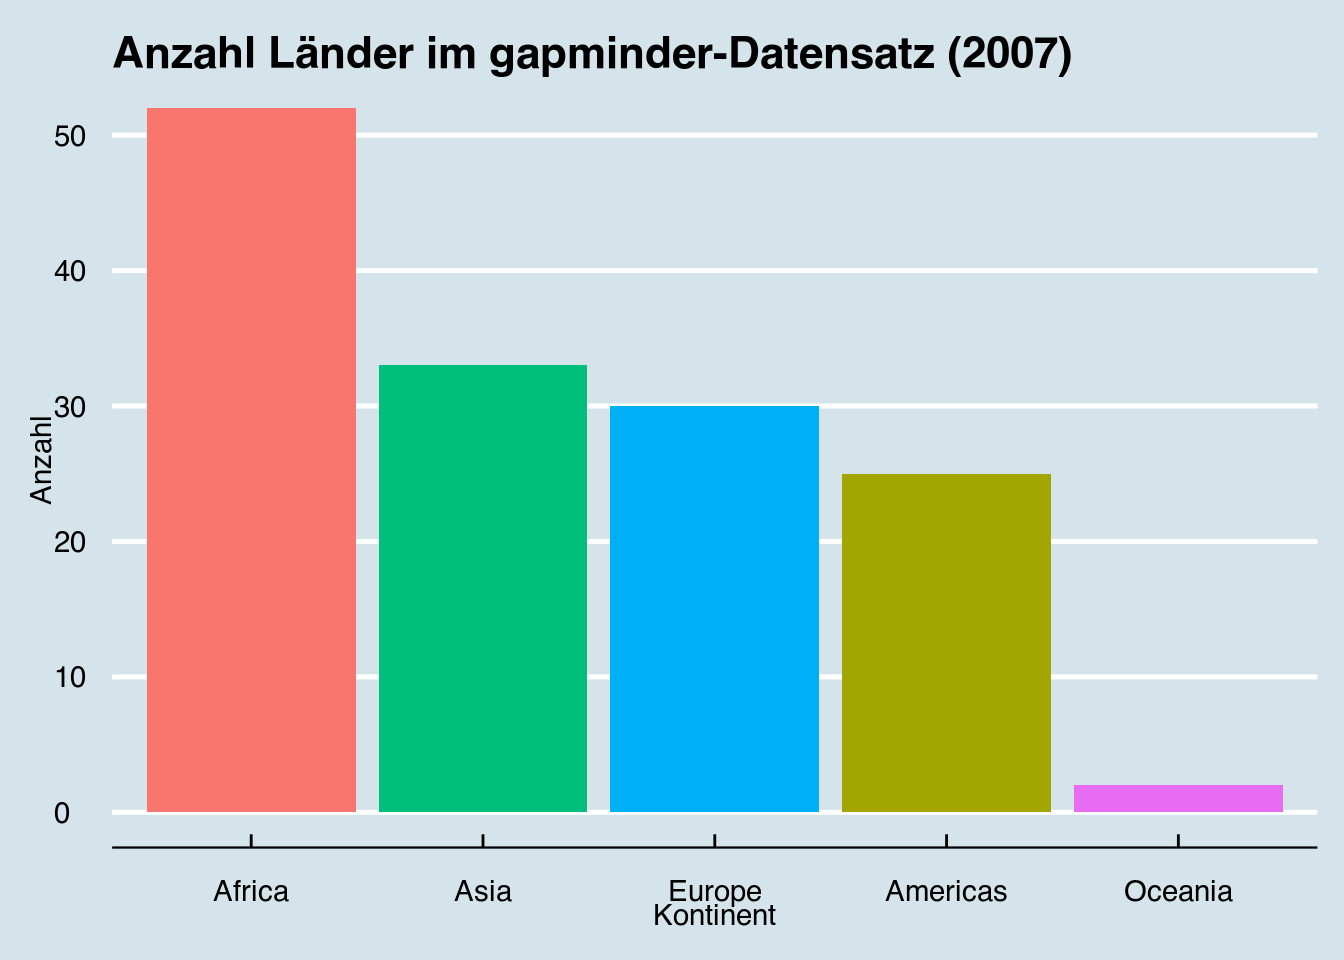 Anzahl Länder im gapminder-Datensatz (2007)
50
40
30
20
10
0
Anzahl
Africa Asia Europe Americas Oceania
Kontinent